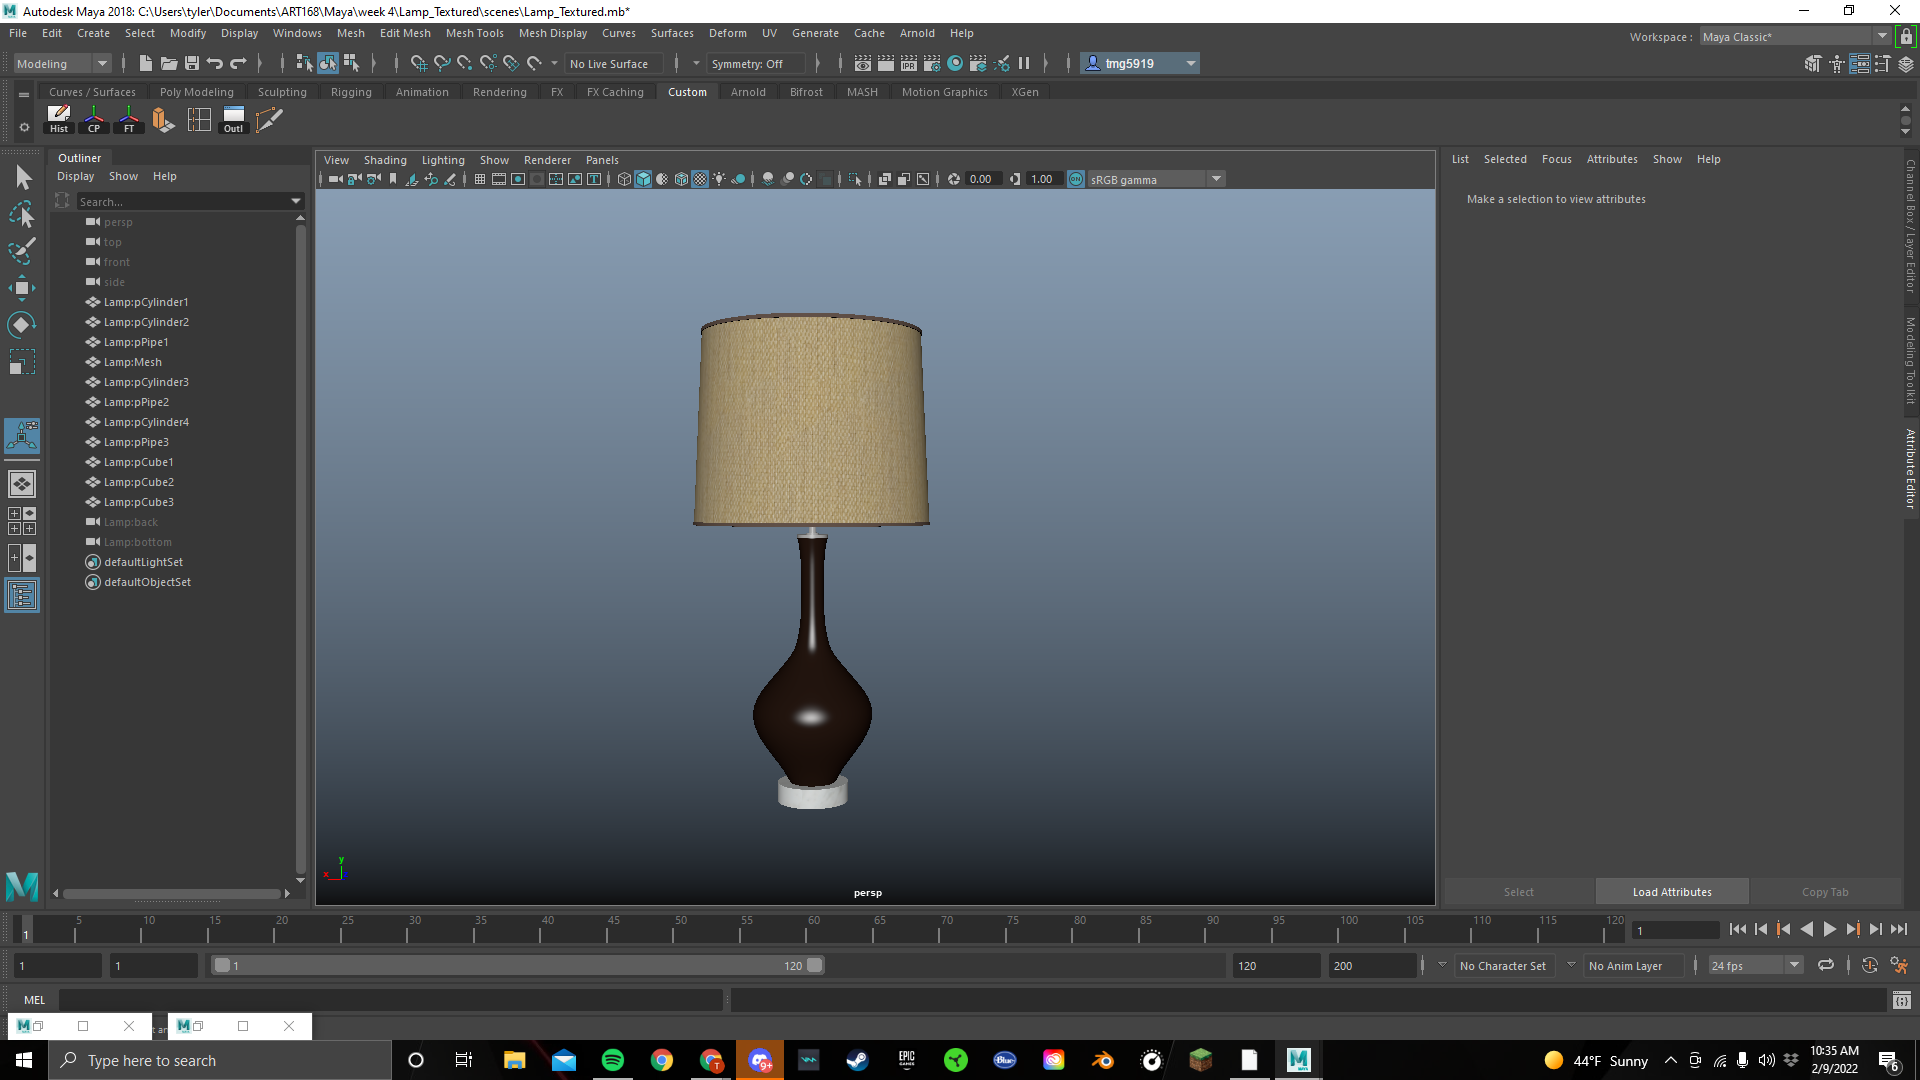 Autodesk Maya 2018: C:\Users\tyler\Documents\ART168\Maya\week 4\Lamp_Textured\scenes\Lamp_Textured.mb*
File Edit Create Select Modify Display Windows Mesh Edit Mesh Mesh Tools Mesh Display Curves Surfaces Deform UV Generate Cache Arnold Help
Workspace : Maya Classic*
Modeling No Live Surface Symmetry: Off IPR tmg5919
Curves / Surfaces Poly Modeling Sculpting Rigging Animation Rendering FX FX Caching Custom Arnold Bifrost MASH Motion Graphics XGen
Hist CP FT Outl
Outliner
Display Show Help
Search...
persp
top
front
side
Lamp:pCylinder1
Lamp:pCylinder2
Lamp:pPipe1
Lamp:Mesh
Lamp:pCylinder3
Lamp:pPipe2
Lamp:pCylinder4
Lamp:pPipe3
Lamp:pCube1
Lamp:pCube2
Lamp:pCube3
Lamp:back
Lamp:bottom
defaultLightSet
defaultObjectSet
View Shading Lighting Show Renderer Panels
0.00 1.00 ON sRGB gamma
y
x
persp
List Selected Focus Attributes Show Help
Make a selection to view attributes
Select Load Attributes Copy Tab
Channel Box / Layer Editor
Modeling Toolkit
Attribute Editor
5 10 15 20 25 30 35 40 45 50 55 60 65 70 75 80 85 90 95 100 105 110 115 120
1 1
1 1 1 120 120 200 No Character Set No Anim Layer 24 fps
MEL
t an
Type here to search
9+ EPIC GAMES Blue T 44°F Sunny
10:35 AM
2/9/2022
6